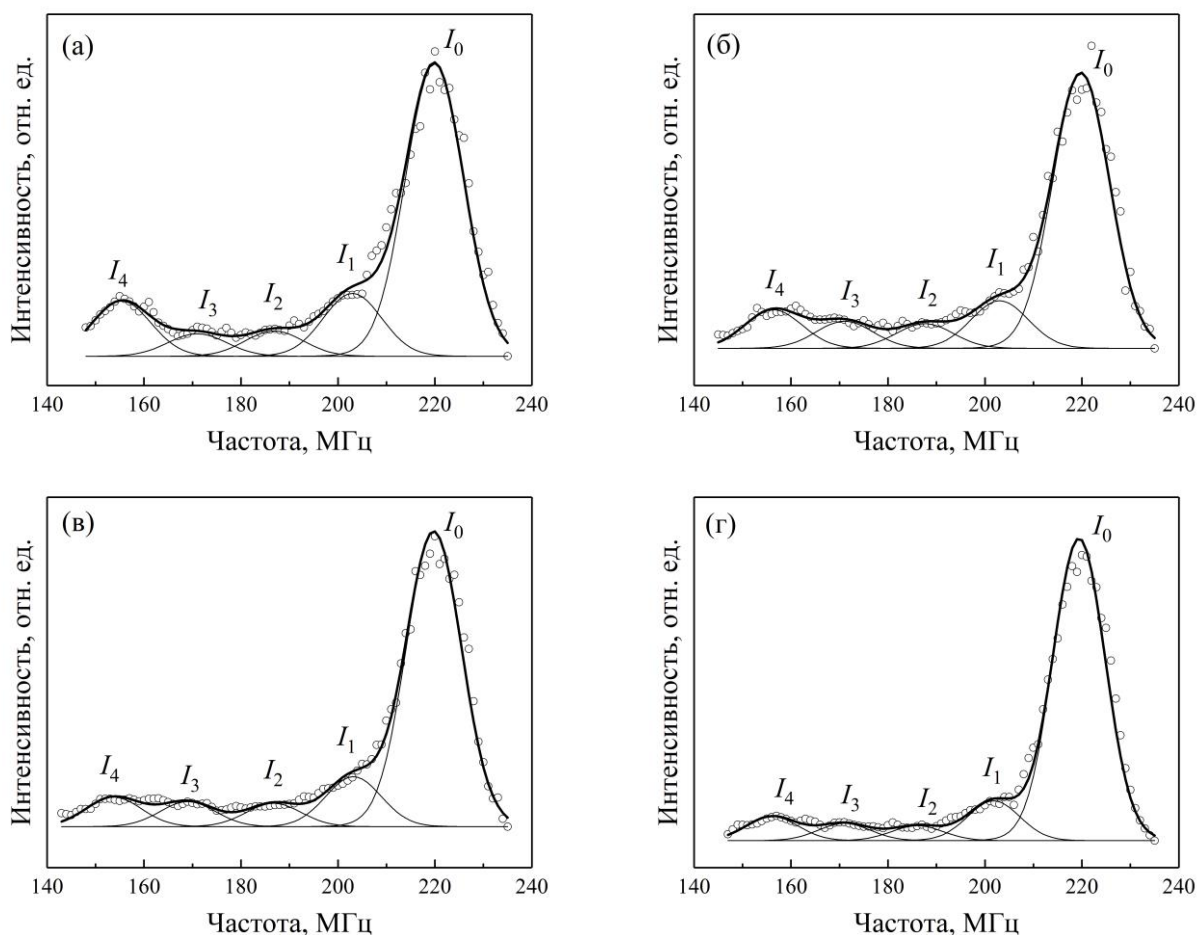 (а)
I0
I1
I2
I3
I4
Интенсивность, отн. ед.
140 160 180 200 220 240
Частота, МГц
(б)
I0
I1
I2
I3
I4
Интенсивность, отн. ед.
140 160 180 200 220 240
Частота, МГц
(в)
I0
I1
I2
I3
I4
Интенсивность, отн. ед.
140 160 180 200 220 240
Частота, МГц
(г)
I0
I1
I2
I3
I4
Интенсивность, отн. ед.
140 160 180 200 220 240
Частота, МГц